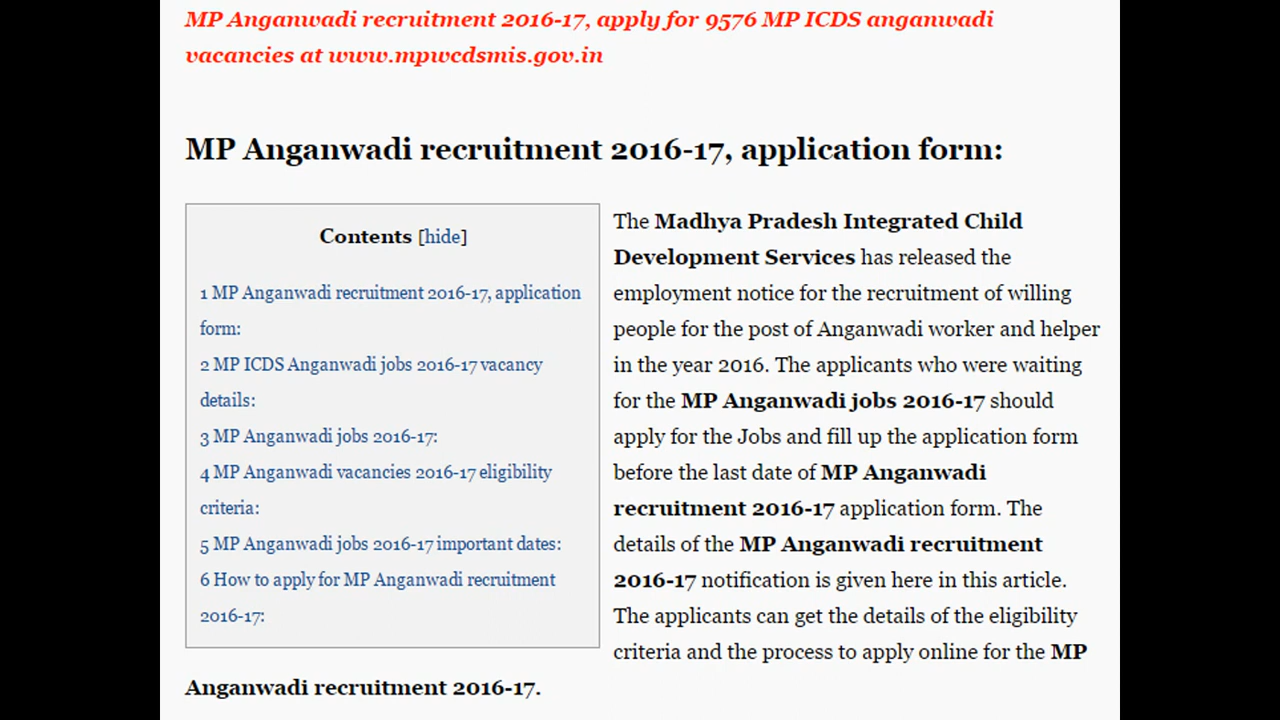 MP Anganwadi recruitment 2016-17, apply for 9576 MP ICDS anganwadi
vacancies at www.mpwcdsmis.gov.in
MP Anganwadi recruitment 2016-17, application form:
Contents [hide]
1 MP Anganwadi recruitment 2016-17, application
form:
2 MP ICDS Anganwadi jobs 2016-17 vacancy
details:
3 MP Anganwadi jobs 2016-17:
4 MP Anganwadi vacancies 2016-17 eligibility
criteria:
5 MP Anganwadi jobs 2016-17 important dates:
6 How to apply for MP Anganwadi recruitment
2016-17:
The Madhya Pradesh Integrated Child
Development Services has released the
employment notice for the recruitment of willing
people for the post of Anganwadi worker and helper
in the year 2016. The applicants who were waiting
for the MP Anganwadi jobs 2016-17 should
apply for the Jobs and fill up the application form
before the last date of MP Anganwadi
recruitment 2016-17 application form. The
details of the MP Anganwadi recruitment
2016-17 notification is given here in this article.
The applicants can get the details of the eligibility
criteria and the process to apply online for the MP
Anganwadi recruitment 2016-17.